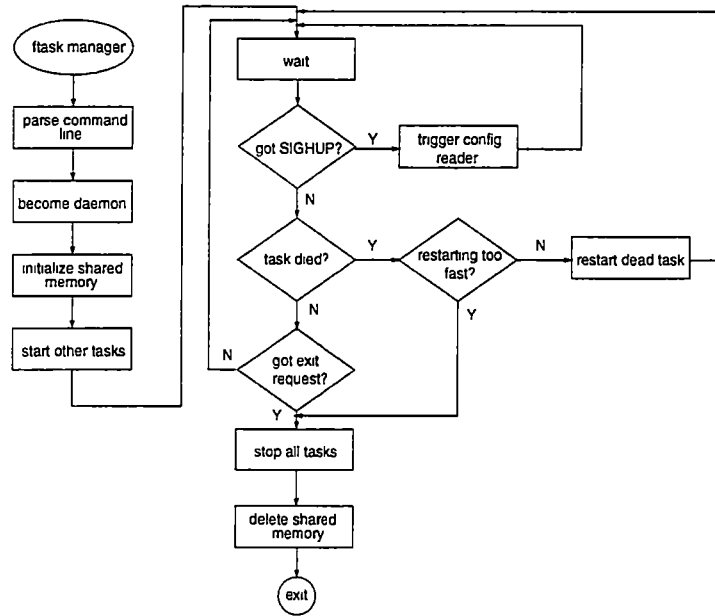 ftask manager
parse command
line
become daemon
initialize shared
memory
start other tasks
wait
got SIGHUP?
Y
trigger config
reader
N
task died?
Y
restarting too
fast?
N
restart dead task
N
Y
N
got exit
request?
Y
stop all tasks
delete shared
memory
exit